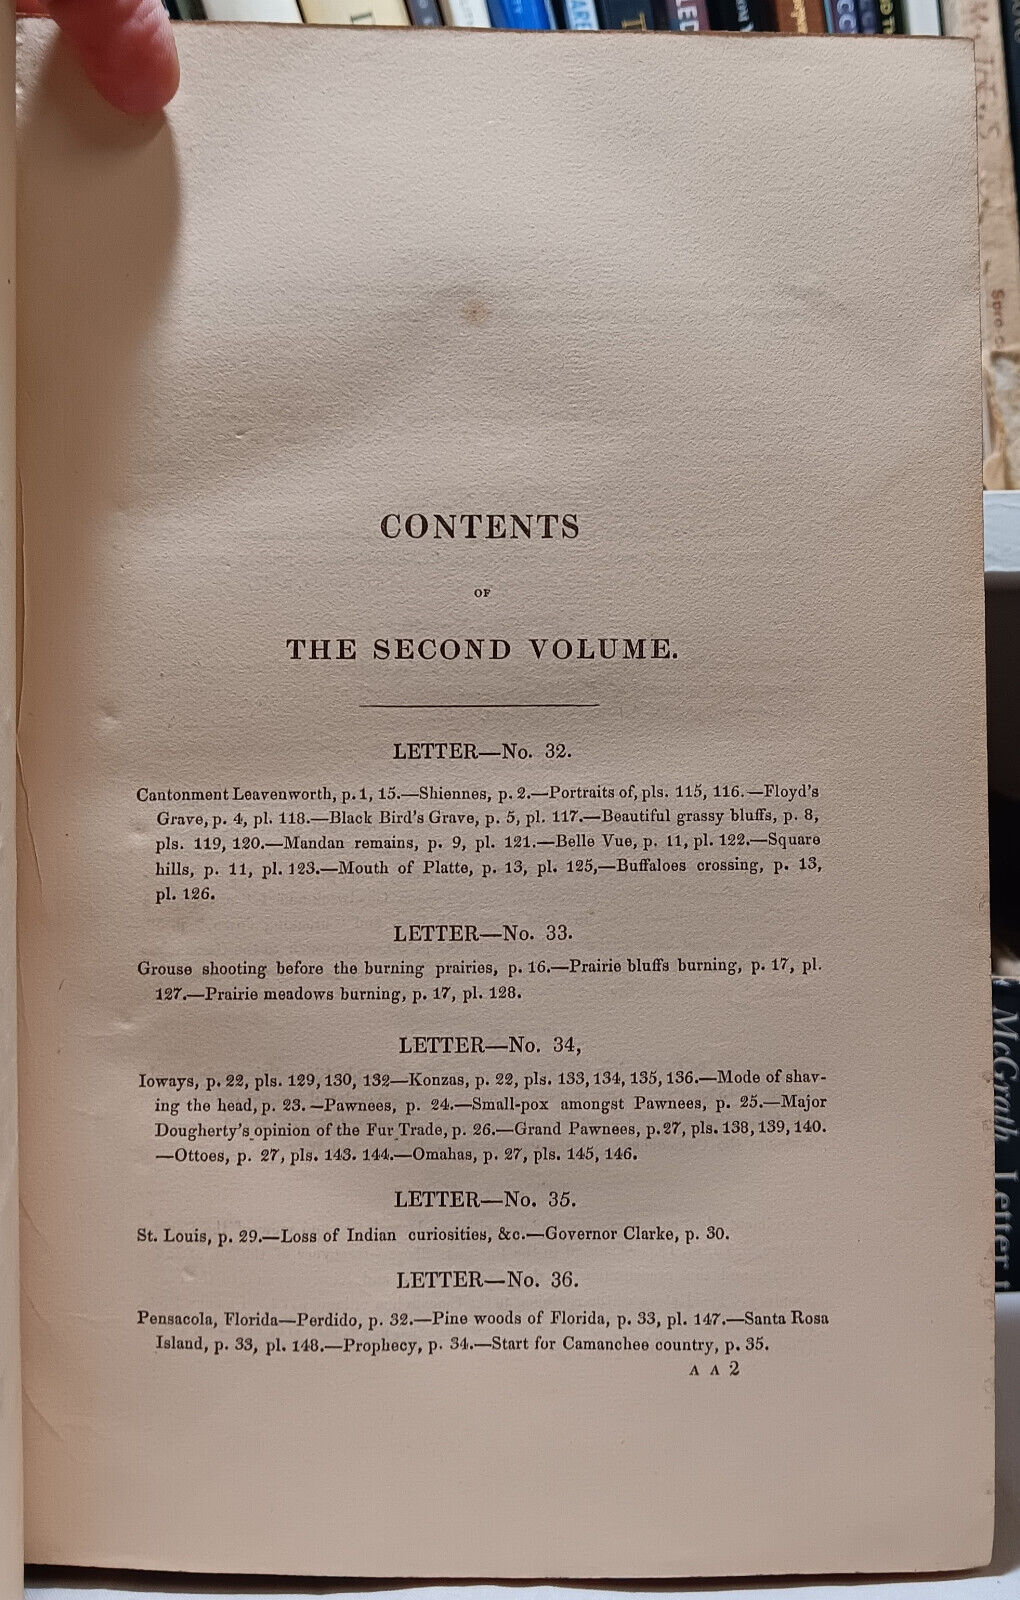 CONTENTS
OF
THE SECOND VOLUME.
LETTER—No. 32.
Cantonment Leavenworth, p. 1, 15.—Shiennes, p. 2.—Portraits of, pls. 115, 116.—Floyd's
Grave, p. 4, pl. 118.—Black Bird's Grave, p. 5, pl. 117.—Beautiful grassy bluffs, p. 8,
pls. 119, 120.—Mandan remains, p. 9, pl. 121.—Belle Vue, p. 11, pl. 122.—Square
hills, p. 11, pl. 123.—Mouth of Platte, p. 13, pl. 125,—Buffaloes crossing, p. 13,
pl. 126.
LETTER—No. 33.
Grouse shooting before the burning prairies, p. 16.—Prairie bluffs burning, p. 17, pl.
127.—Prairie meadows burning, p. 17, pl. 128.
LETTER—No. 34,
Ioways, p. 22, pls. 129, 130, 132—Konzas, p. 22, pls. 133, 134, 135, 136.—Mode of shav-
ing the head, p. 23.—Pawnees, p. 24.—Small-pox amongst Pawnees, p. 25.—Major
Dougherty's opinion of the Fur Trade, p. 26.—Grand Pawnees, p. 27, pls. 138, 139, 140.
—Ottoes, p. 27, pls. 143. 144.—Omahas, p. 27, pls. 145, 146.
LETTER—No. 35.
St. Louis, p. 29.—Loss of Indian curiosities, &c.—Governor Clarke, p. 30.
LETTER—No. 36.
Pensacola, Florida—Perdido, p. 32.—Pine woods of Florida, p. 33, pl. 147.—Santa Rosa
Island, p. 33, pl. 148.—Prophecy, p. 34.—Start for Camanchee country, p. 35.
A A 2
McGrath Letter